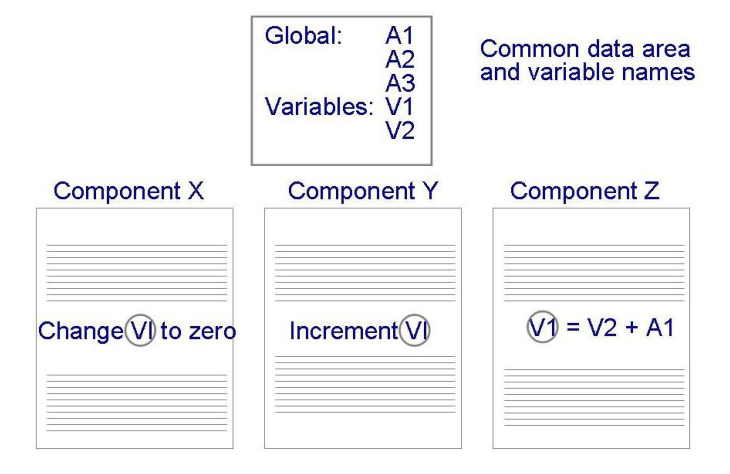 Global: A1
A2
A3
Variables: V1
V2
Common data area
and variable names
Component X
Component Y
Component Z
Change VI to zero
Increment VI
V1 = V2 + A1